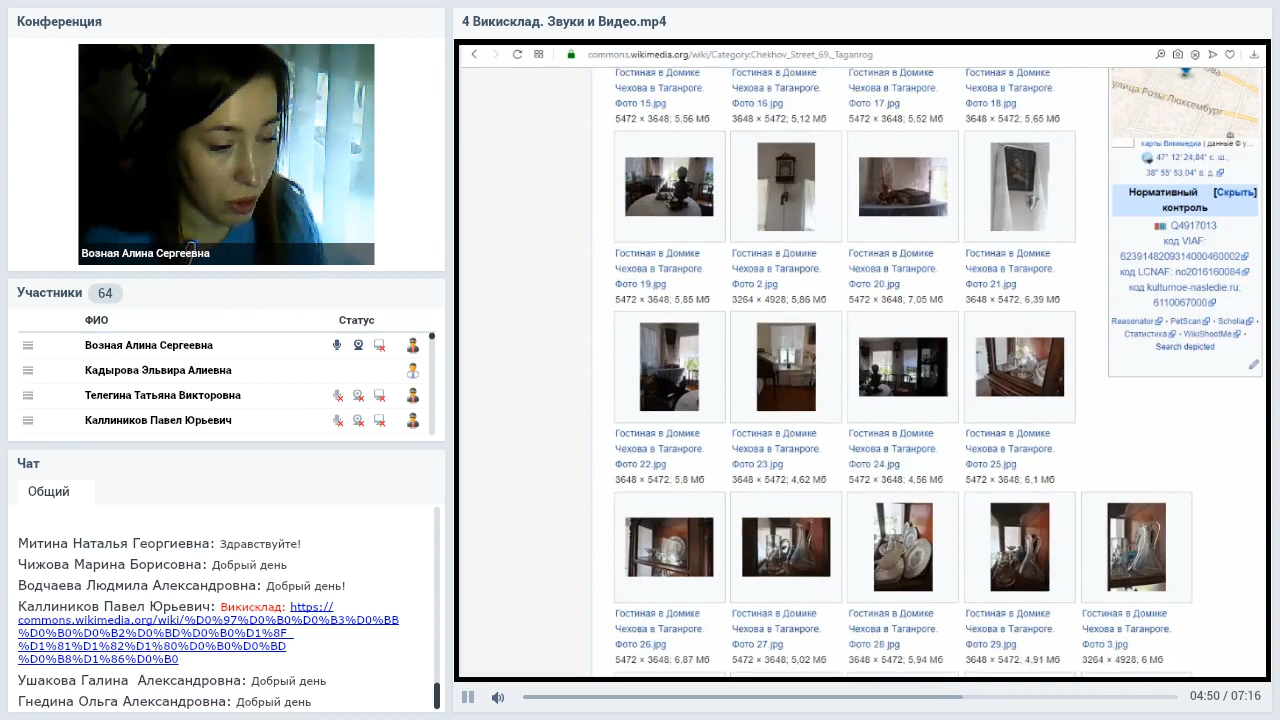 Конференция
Возная Алина Сергеевна
Участники 64
ФИО Статус
Возная Алина Сергеевна
Кадырова Эльвира Алиевна
Телегина Татьяна Викторовна
Каллиников Павел Юрьевич
Чат
Общий
Митина Наталья Георгиевна: Здравствуйте!
Чижова Марина Борисовна: Добрый день
Водчаева Людмила Александровна: Добрый день!
Каллиников Павел Юрьевич: Викисклад: https://
commons.wikimedia.org/wiki/%D0%97%D0%B0%D0%B3%D0%BB
%D0%B0%D0%B2%D0%BD%D0%B0%D1%8F_
%D1%81%D1%82%D1%80%D0%B0%D0%BD
%D0%B8%D1%86%D0%B0
Ушакова Галина  Александровна: Добрый день
Гнедина Ольга Александровна: Добрый день
4 Викисклад. Звуки и Видео.mp4
commons.wikimedia.org/wiki/Category:Chekhov_Street_69,_Taganrog
Гостиная в Домике Гостиная в Домике Гостиная в Домике Гостиная в Домике
Чехова в Таганроге. Чехова в Таганроге. Чехова в Таганроге. Чехова в Таганроге.
Фото 15.jpg Фото 16.jpg Фото 17.jpg Фото 18.jpg
5472 × 3648; 5,56 Мб 3648 × 5472; 5,12 Мб 5472 × 3648; 5,52 Мб 3648 × 5472; 5,65 Мб
Гостиная в Домике Гостиная в Домике Гостиная в Домике Гостиная в Домике
Чехова в Таганроге. Чехова в Таганроге. Чехова в Таганроге. Чехова в Таганроге.
Фото 19.jpg Фото 2.jpg Фото 20.jpg Фото 21.jpg
5472 × 3648; 5,85 Мб 3264 × 4928; 5,86 Мб 5472 × 3648; 7,05 Мб 3648 × 5472; 6,39 Мб
Гостиная в Домике Гостиная в Домике Гостиная в Домике Гостиная в Домике
Чехова в Таганроге. Чехова в Таганроге. Чехова в Таганроге. Чехова в Таганроге.
Фото 22.jpg Фото 23.jpg Фото 24.jpg Фото 25.jpg
3648 × 5472; 5,8 Мб 3648 × 5472; 4,62 Мб 5472 × 3648; 4,56 Мб 5472 × 3648; 6,1 Мб
Гостиная в Домике Гостиная в Домике Гостиная в Домике Гостиная в Домике Гостиная в Домике
Чехова в Таганроге. Чехова в Таганроге. Чехова в Таганроге. Чехова в Таганроге. Чехова в Таганроге.
Фото 26.jpg Фото 27.jpg Фото 28.jpg Фото 29.jpg Фото 3.jpg
5472 × 3648; 6,87 Мб 5472 × 3648; 5,02 Мб 3648 × 5472; 5,94 Мб 3648 × 5472; 4,91 Мб 3264 × 4928; 6 Мб
улица Розы Люксембург
карты Викимедиа | данные © у...
47° 12′ 24,84″ с. ш.,
38° 55′ 53,04″ в. д.
Нормативный [Скрыть]
контроль
Q4917013
код VIAF:
6239148209314000460002
код LCNAF: no2016160084
код kulturnoe-nasledie.ru:
6110067000
Reasonator • PetScan • Scholia •
Статистика • WikiShootMe •
Search depicted
04:50 / 07:16